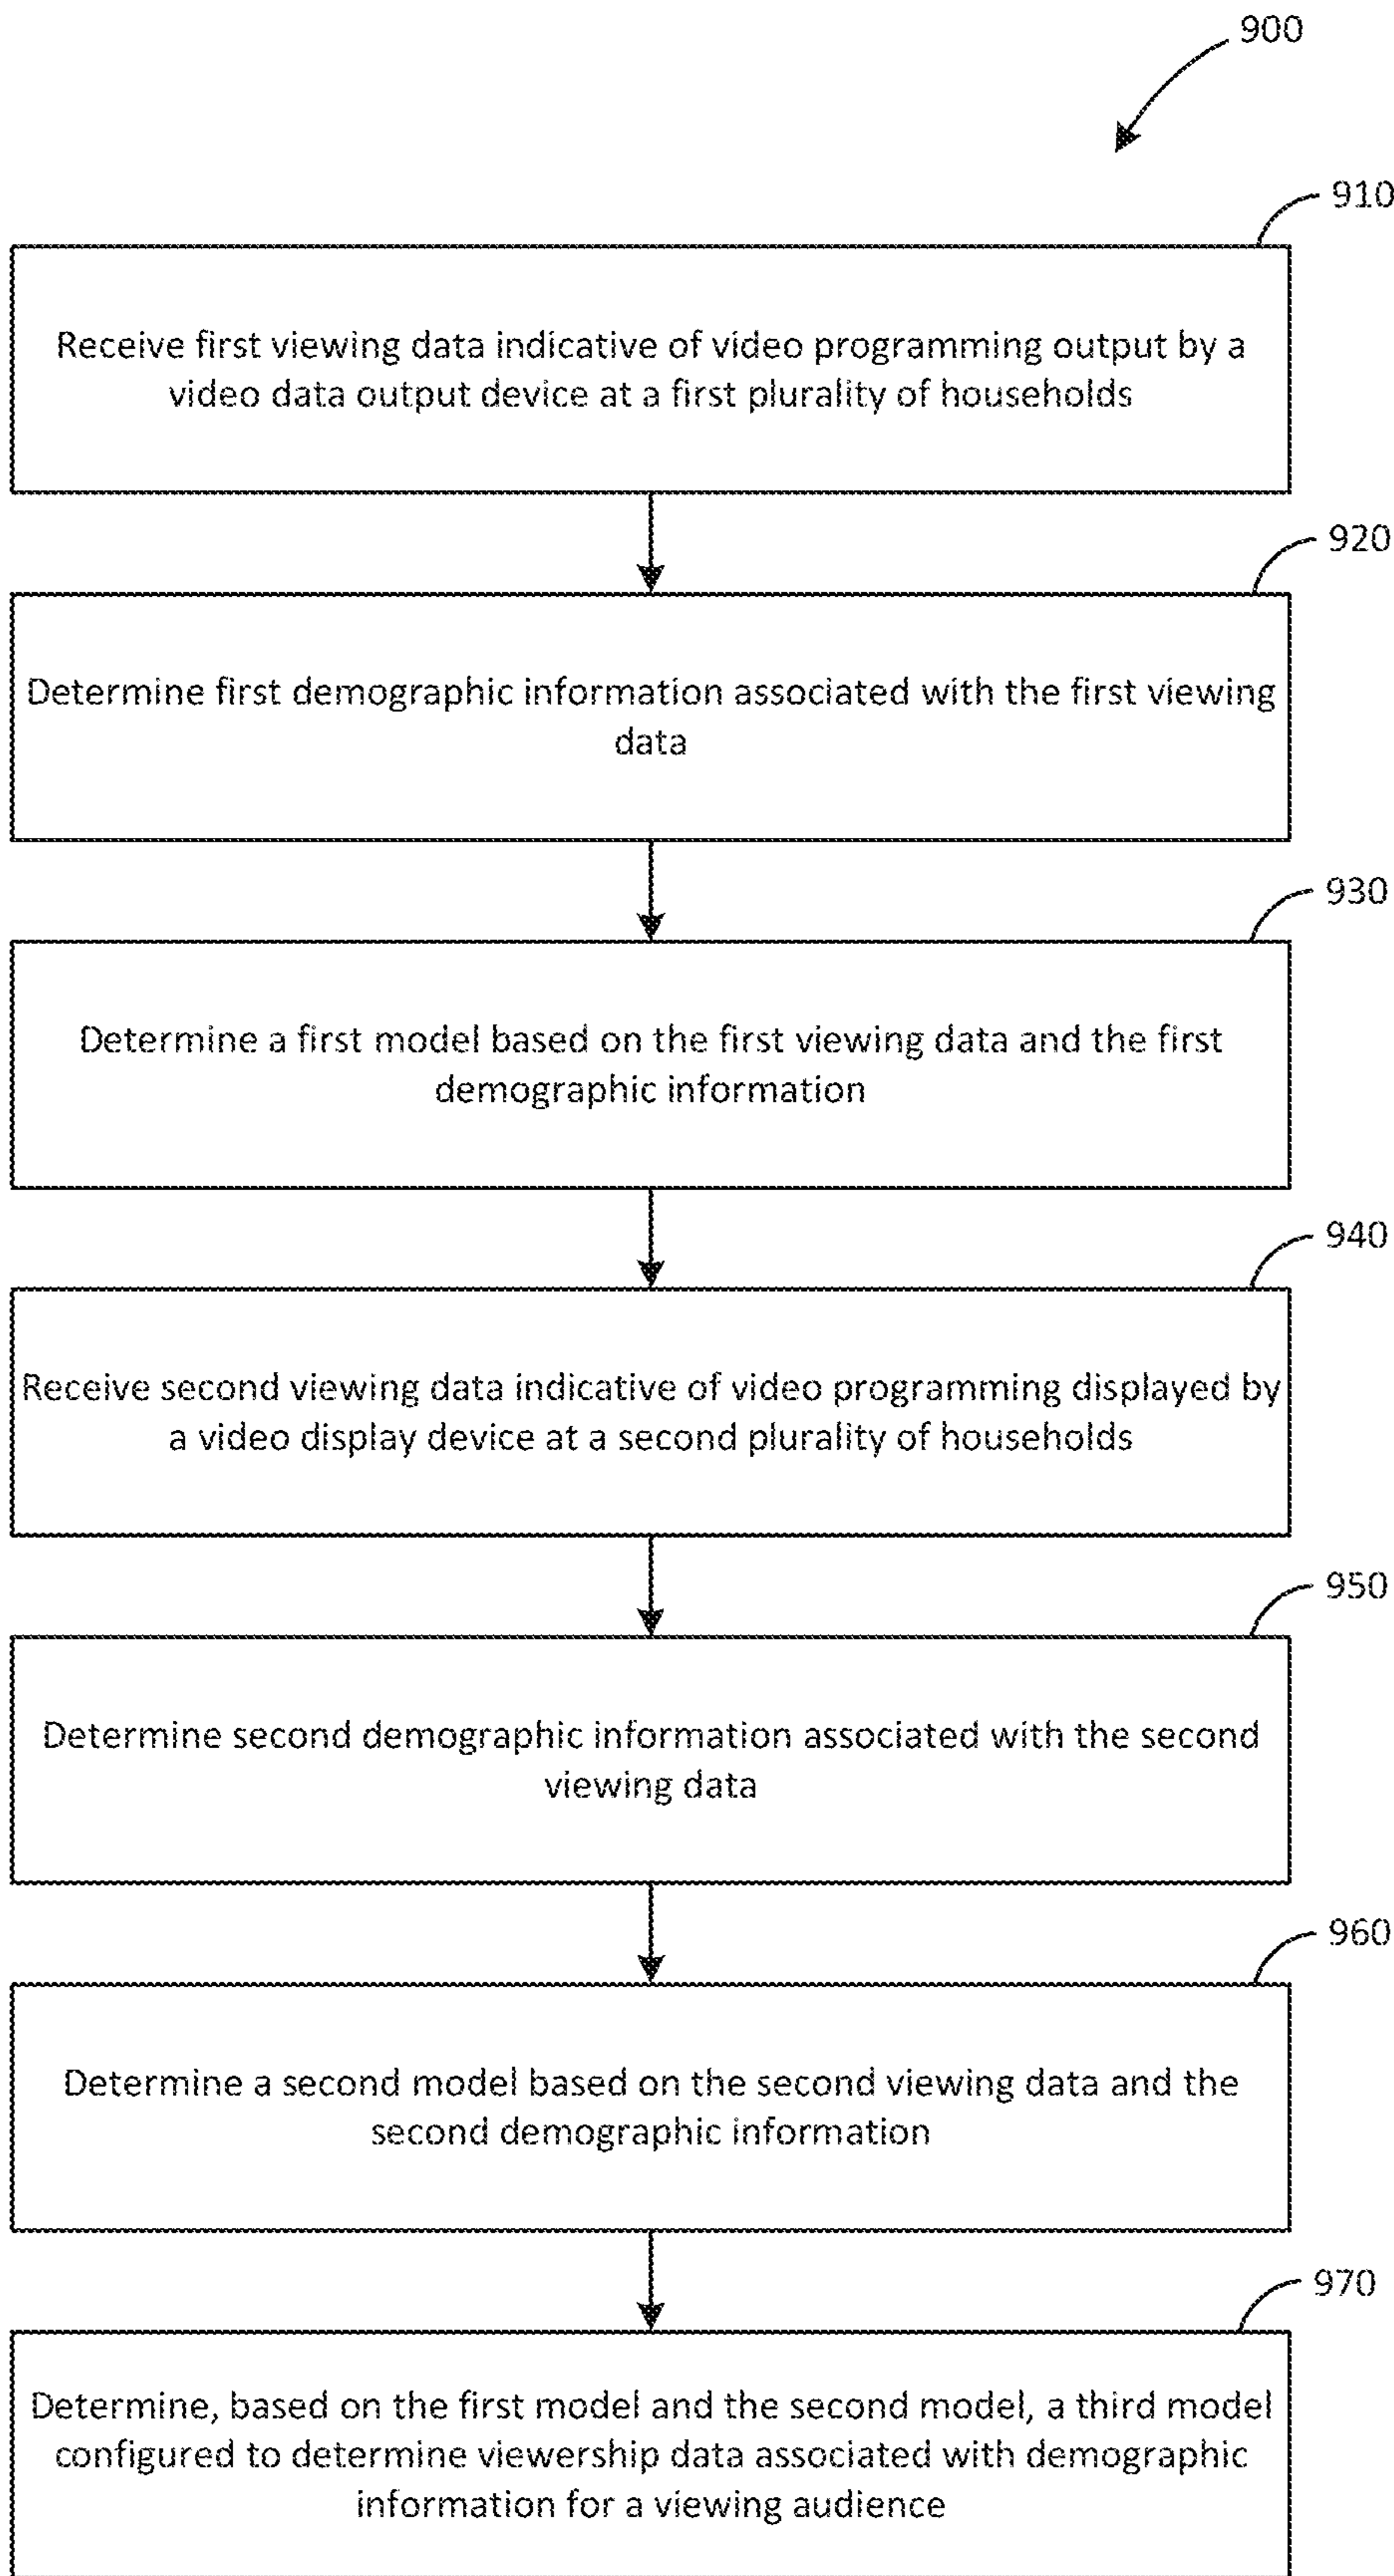 900
910
Receive first viewing data indicative of video programming output by a
video data output device at a first plurality of households
920
Determine first demographic information associated with the first viewing
data
930
Determine a first model based on the first viewing data and the first
demographic information
940
Receive second viewing data indicative of video programming displayed by
a video display device at a second plurality of households
950
Determine second demographic information associated with the second
viewing data
960
Determine a second model based on the second viewing data and the
second demographic information
970
Determine, based on the first model and the second model, a third model
configured to determine viewership data associated with demographic
information for a viewing audience